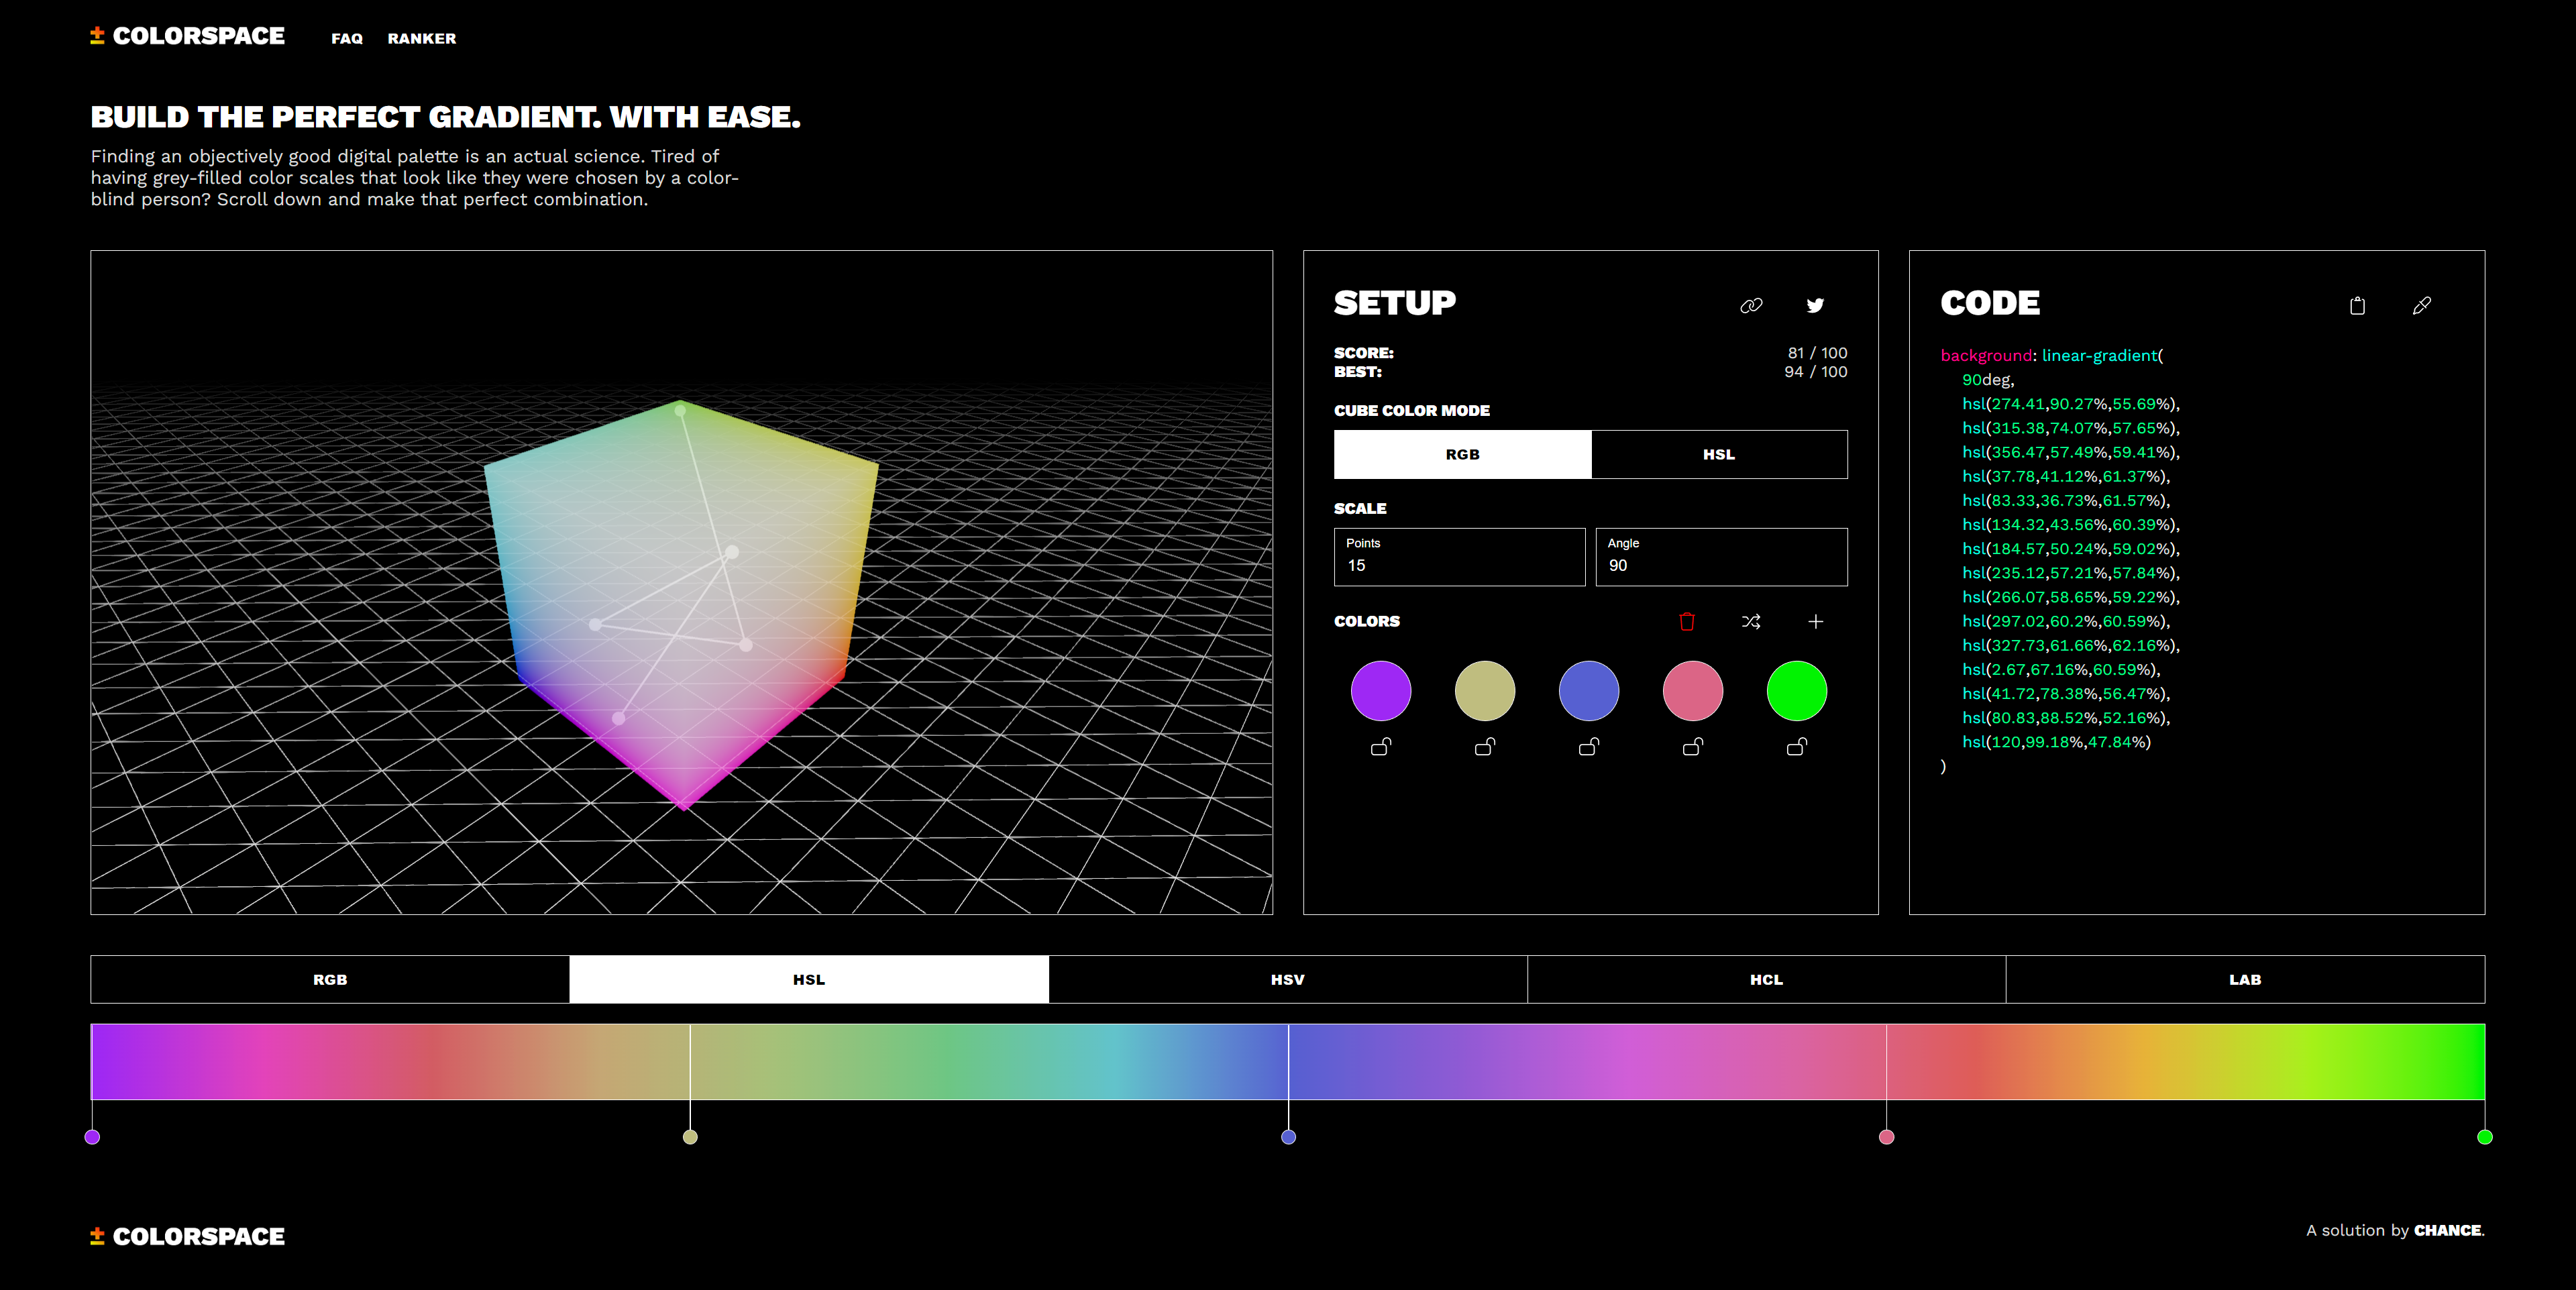 ± COLORSPACE
FAQ
RANKER
BUILD THE PERFECT GRADIENT. WITH EASE.
Finding an objectively good digital palette is an actual science. Tired of
having grey-filled color scales that look like they were chosen by a color-
blind person? Scroll down and make that perfect combination.
SETUP
SCORE: 81 / 100
BEST: 94 / 100
CUBE COLOR MODE
RGB
HSL
SCALE
Points
15
Angle
90
COLORS
CODE
background: linear-gradient(
90deg,
hsl(274.41,90.27%,55.69%),
hsl(315.38,74.07%,57.65%),
hsl(356.47,57.49%,59.41%),
hsl(37.78,41.12%,61.37%),
hsl(83.33,36.73%,61.57%),
hsl(134.32,43.56%,60.39%),
hsl(184.57,50.24%,59.02%),
hsl(235.12,57.21%,57.84%),
hsl(266.07,58.65%,59.22%),
hsl(297.02,60.2%,60.59%),
hsl(327.73,61.66%,62.16%),
hsl(2.67,67.16%,60.59%),
hsl(41.72,78.38%,56.47%),
hsl(80.83,88.52%,52.16%),
hsl(120,99.18%,47.84%)
)
RGB
HSL
HSV
HCL
LAB
± COLORSPACE
A solution by CHANCE.